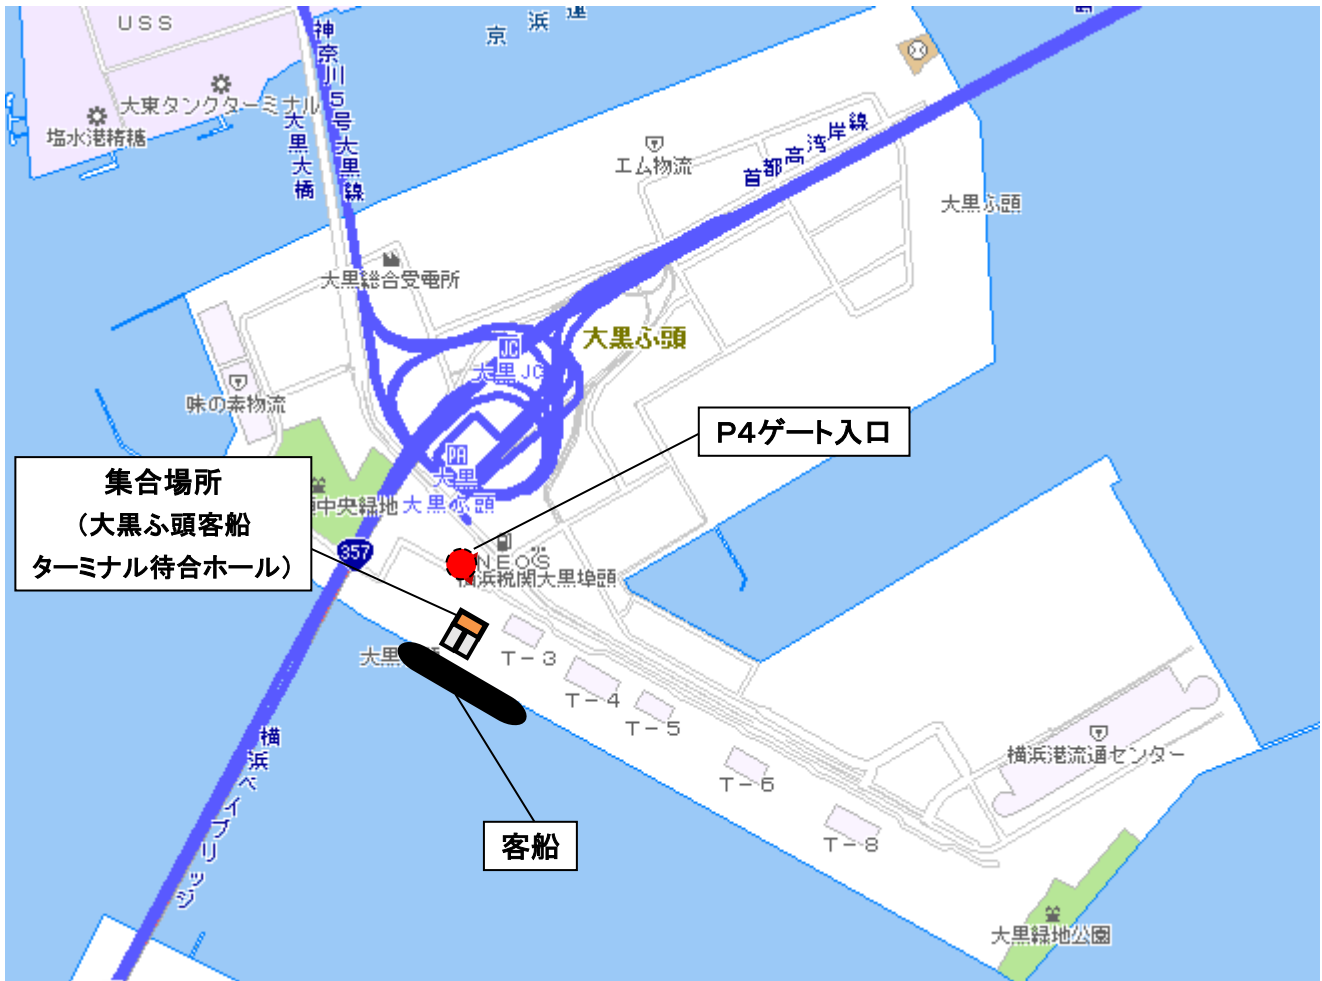 USS
京浜運
神奈川5号大黒線
大東タンクターミナル
塩水港精糖
大黒大橋
エム物流
首都高湾岸線
大黒ふ頭
大黒総合受電所
JC
大黒JC
大黒ふ頭
味の素物流
P4ゲート入口
PA
大黒
大黒ふ頭
集合場所
(大黒ふ頭客船
ターミナル待合ホール)
中央緑地
357
NEOS
横浜税関大黒埠頭
大黒
T-3
T-4
T-5
T-6
T-8
横浜港流通センター
横浜ベイブリッジ
客船
大黒緑地公園